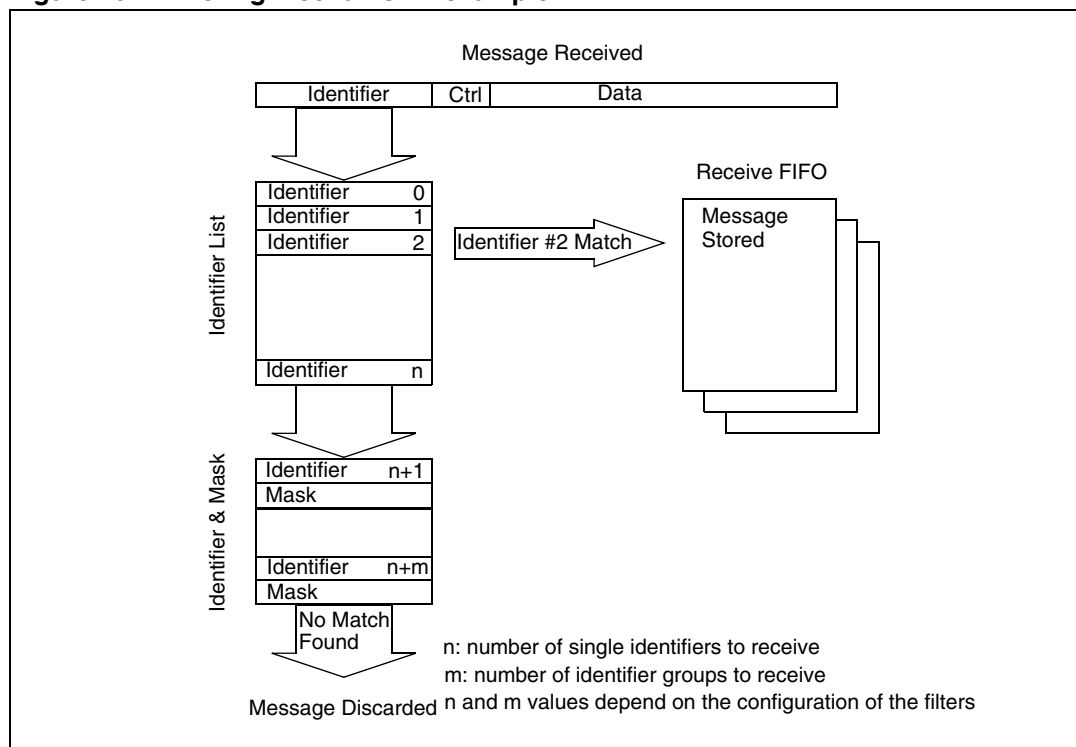 Message Received
Identifier Ctrl Data
Receive FIFO
Identifier List
Identifier 0
Identifier 1
Identifier 2
Identifier n
Identifier #2 Match
Message
Stored
Identifier & Mask
Identifier n+1
Mask
Identifier n+m
Mask
No Match
Found
Message Discarded
n: number of single identifiers to receive
m: number of identifier groups to receive
n and m values depend on the configuration of the filters